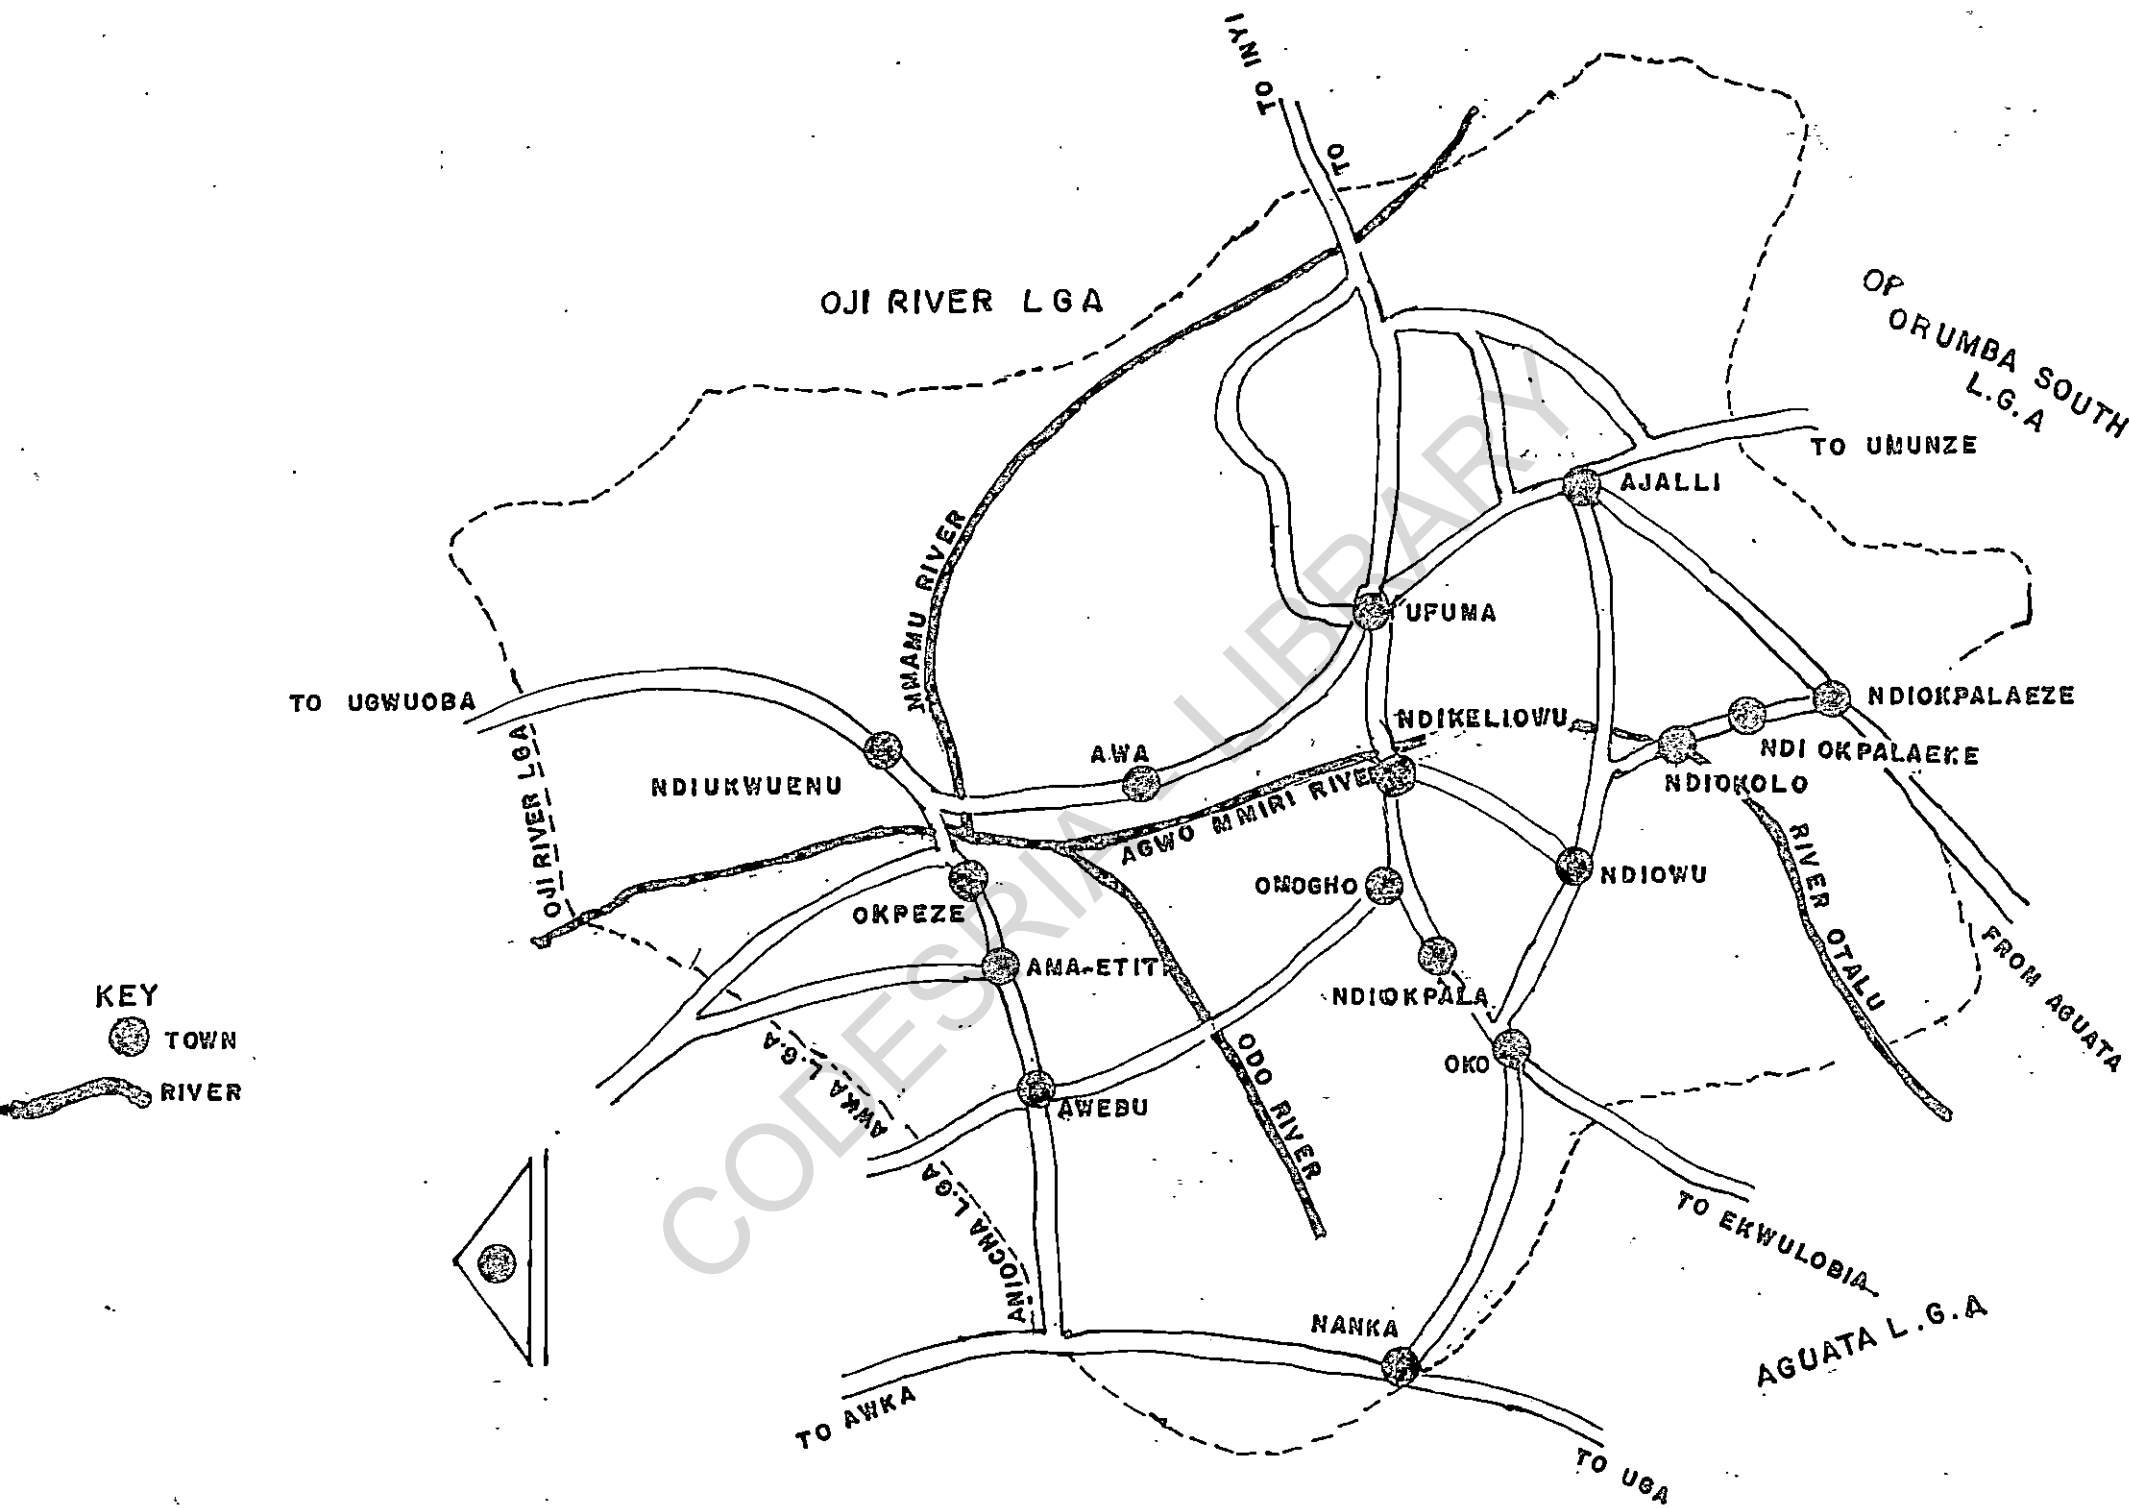 TO INYI
TO
OJI RIVER LGA
OF
ORUMBA SOUTH
L.G.A
TO UMUNZE
AJALLI
MMAMU RIVER
UFUMA
TO UGWUOBA
NDIKELIOWU
NDIOKPALAEZE
AWA
NDI OKPALAEKE
NDIUKWUENU
NDIOKOLO
OJI RIVER LGA
AGWO MMIRI RIVER
RIVER OTALU
OKPEZE
OMOGHO
NDIOWU
AMA-ETITI
NDIOKPALA
FROM AGUATA
KEY
TOWN
RIVER
AWKA L.G.A
OKO
ODO RIVER
AWEBU
ANIOCHA L.GA
TO EKWULOBIA
NANKA
AGUATA L.G.A
TO AWKA
TO UGA
CODESRIA - LIBRARY